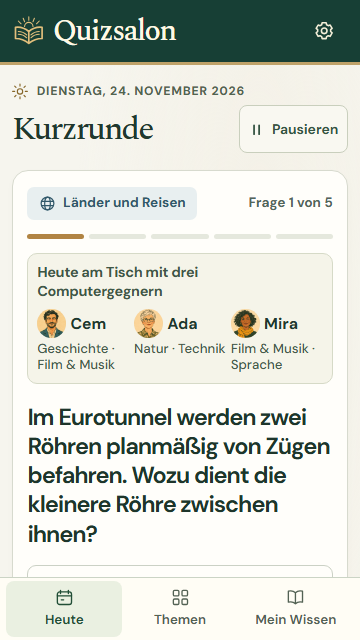 Quizsalon
DIENSTAG, 24. NOVEMBER 2026
Kurzrunde
Pausieren
Länder und Reisen
Frage 1 von 5
Heute am Tisch mit drei
Computergegnern
Cem
Ada
Mira
Geschichte ·
Film & Musik
Natur · Technik
Film & Musik ·
Sprache
Im Eurotunnel werden zwei
Röhren planmäßig von Zügen
befahren. Wozu dient die
kleinere Röhre zwischen
ihnen?
Heute
Themen
Mein Wissen